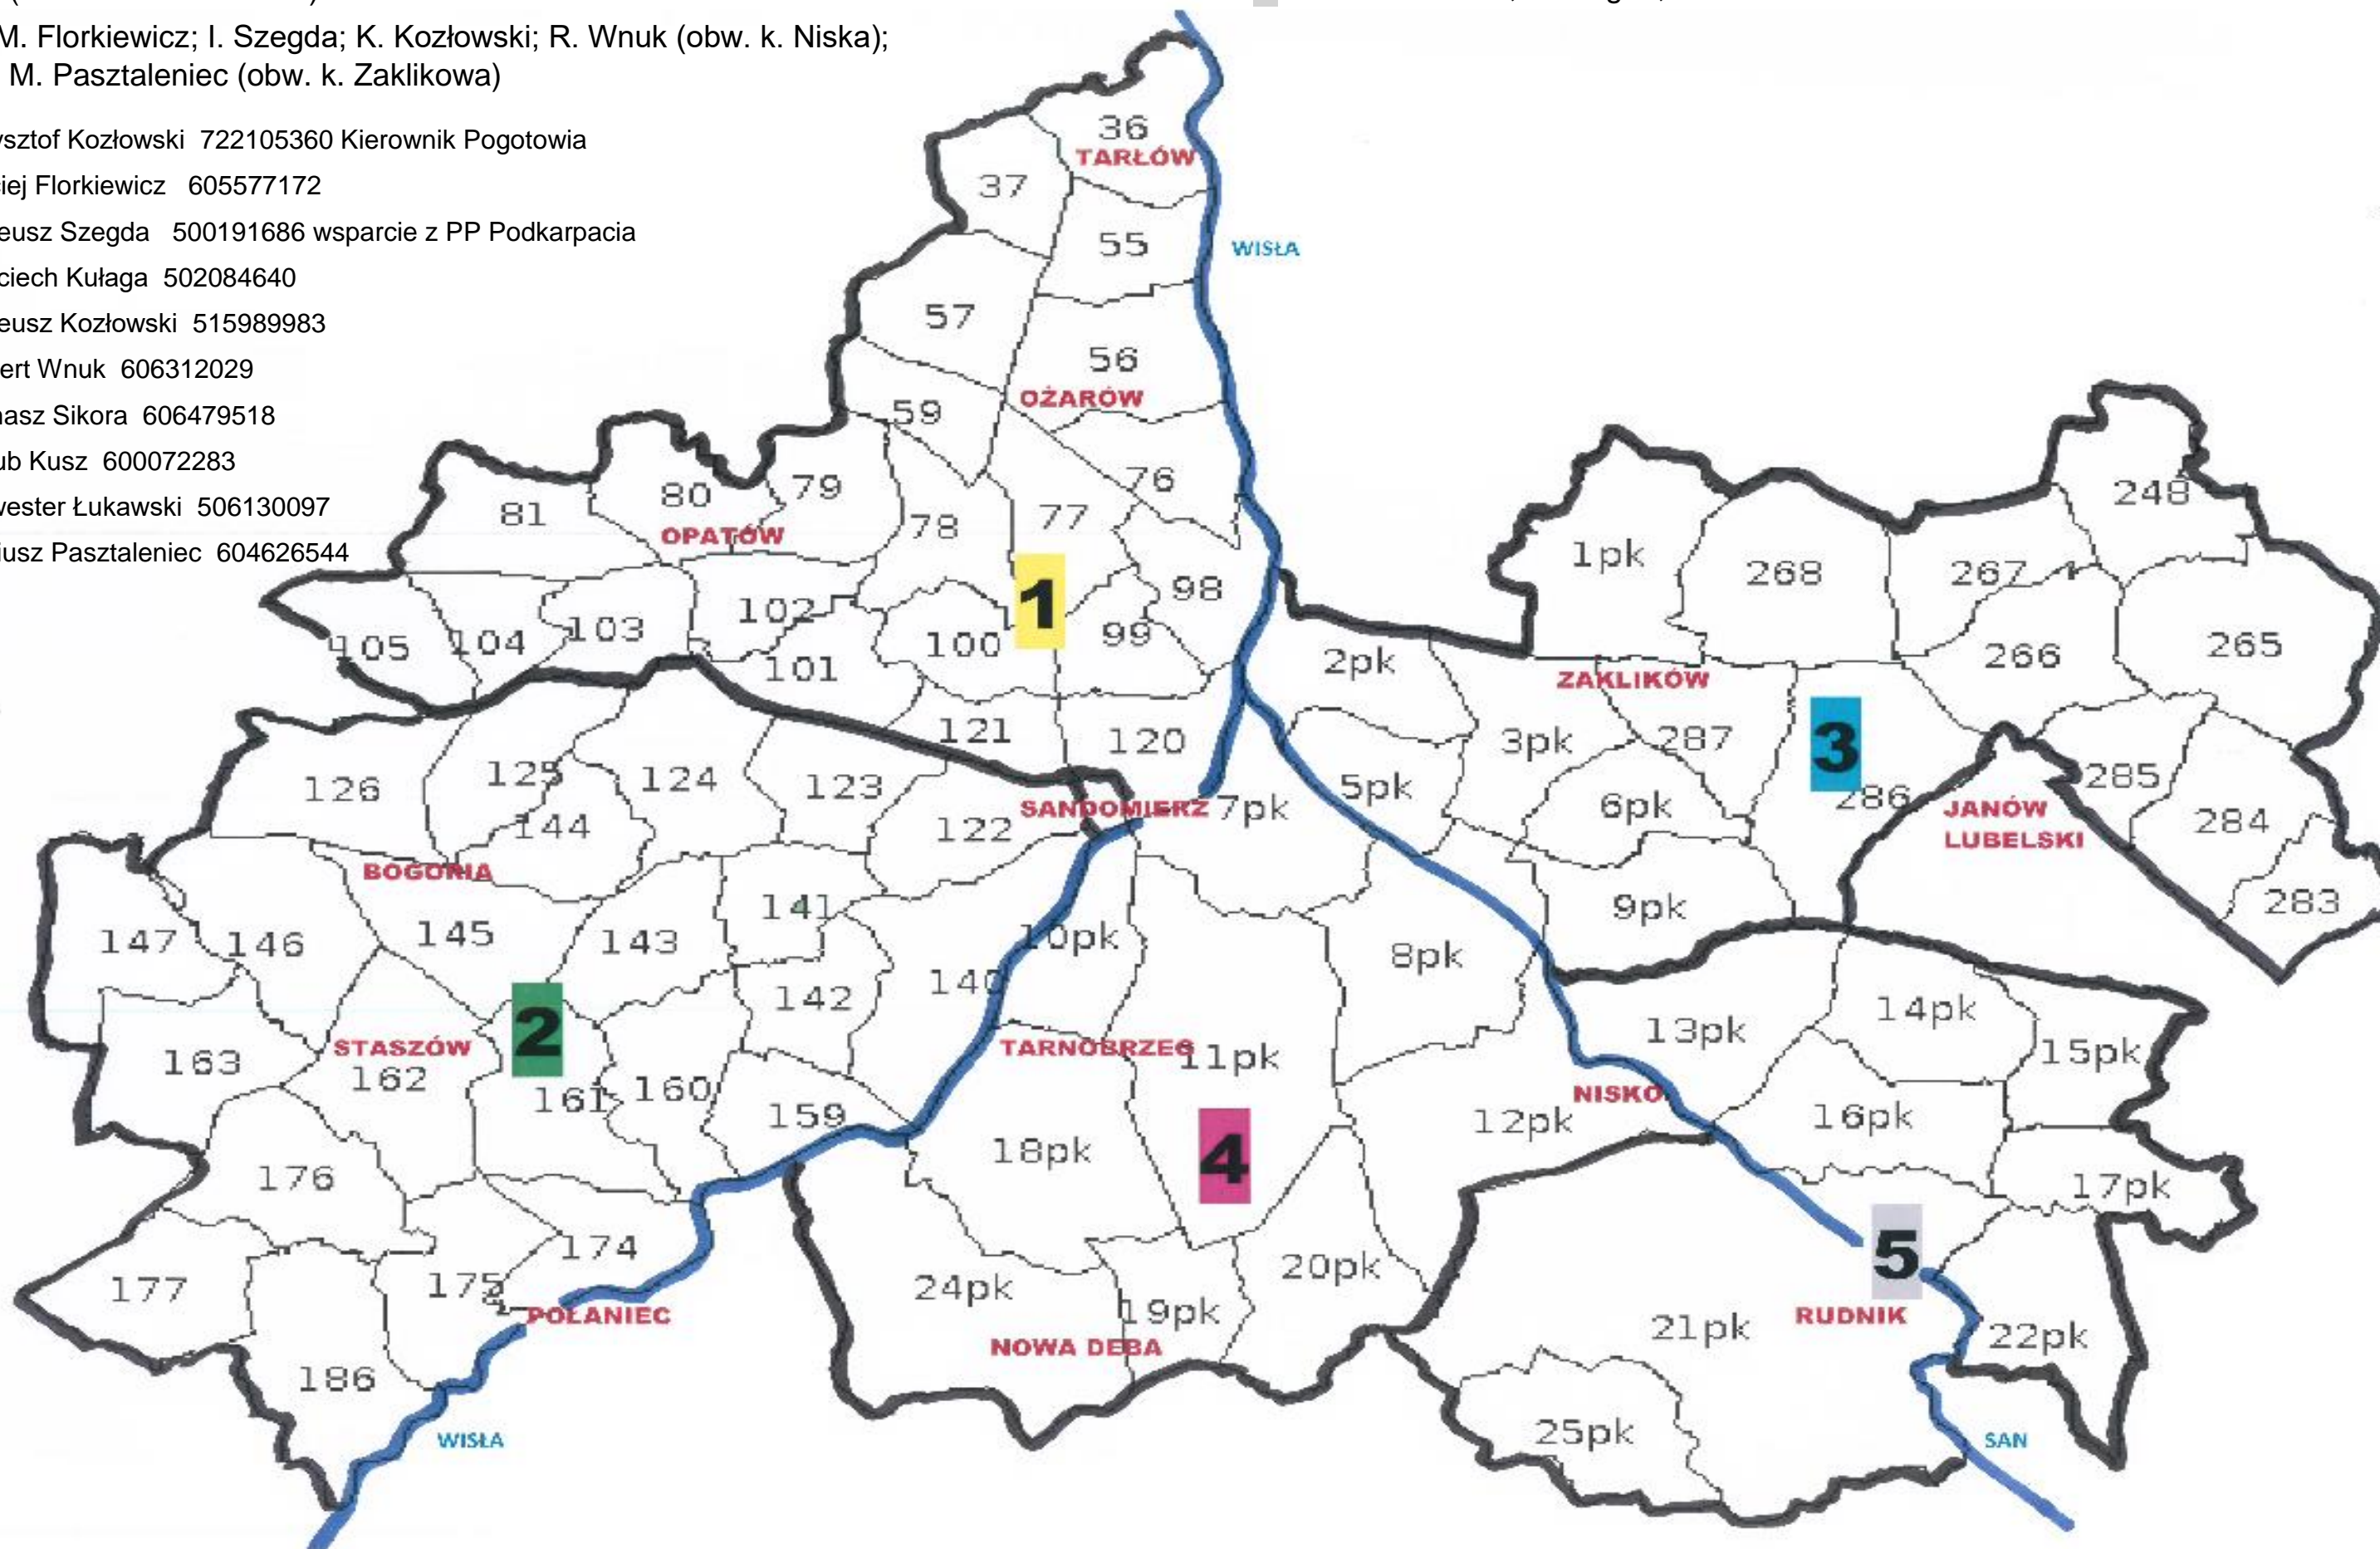 M. Florkiewicz; I. Szegda; K. Kozłowski; R. Wnuk (obw. k. Niska);
M. Pasztaleniec (obw. k. Zaklikowa)
ysztof Kozłowski 722105360 Kierownik Pogotowia
iej Florkiewicz 605577172
eusz Szegda 500191686 wsparcie z PP Podkarpacia
ciech Kułaga 502084640
eusz Kozłowski 515989983
ert Wnuk 606312029
asz Sikora 606479518
ub Kusz 600072283
wester Łukawski 506130097
iusz Pasztaleniec 604626544
36
TARŁÓW
37
55
WISŁA
57
56
OŻARÓW
59
76
79
80
81
OPATÓW
78
77
248
1pk
268
267
1
98
102
103
104
105
100
99
101
2pk
266
265
ZAKLIKÓW
121
120
3pk
287
3
126
125
124
123
5pk
285
286
SANDOMIERZ
7pk
6pk
JANÓW
LUBELSKI
284
144
122
BOGORIA
141
9pk
283
147
146
145
143
10pk
8pk
140
142
2
14pk
13pk
15pk
STASZÓW
163
162
TARNOBRZEG
11pk
161
160
159
NISKO
12pk
16pk
18pk
4
176
17pk
174
177
175
24pk
20pk
5
19pk
POŁANIEC
RUDNIK
21pk
22pk
NOWA DĘBA
186
25pk
WISŁA
SAN